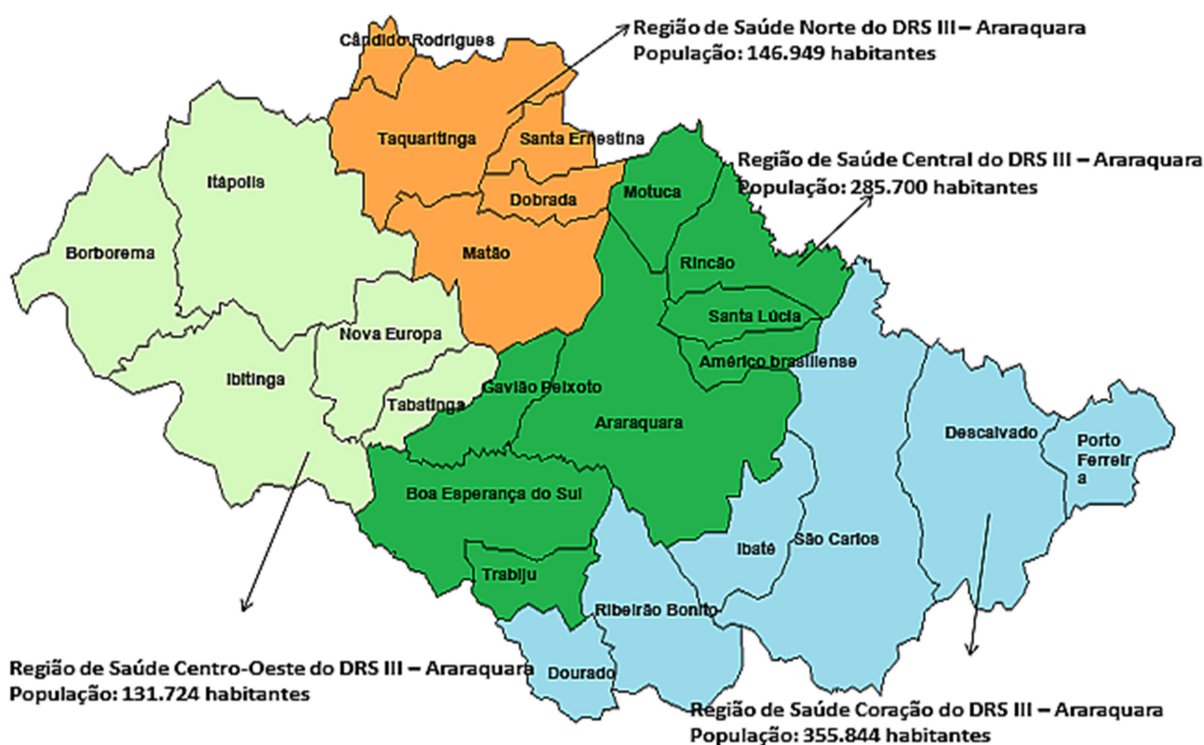 Região de Saúde Norte do DRS III – Araraquara
População: 146.949 habitantes
Cândido Rodrigues
Taquaritinga
Santa Ernestina
Região de Saúde Central do DRS III – Araraquara
População: 285.700 habitantes
Itápolis
Dobrada
Motuca
Borborema
Matão
Rincão
Santa Lúcia
Nova Europa
Américo brasiliense
Ibitinga
Gavião Peixoto
Tabatinga
Araraquara
Descalvado
Porto
Ferreir
a
Boa Esperança do Sul
Ibaté
São Carlos
Trabiju
Ribeirão Bonito
Região de Saúde Centro-Oeste do DRS III – Araraquara
População: 131.724 habitantes
Dourado
Região de Saúde Coração do DRS III – Araraquara
População: 355.844 habitantes